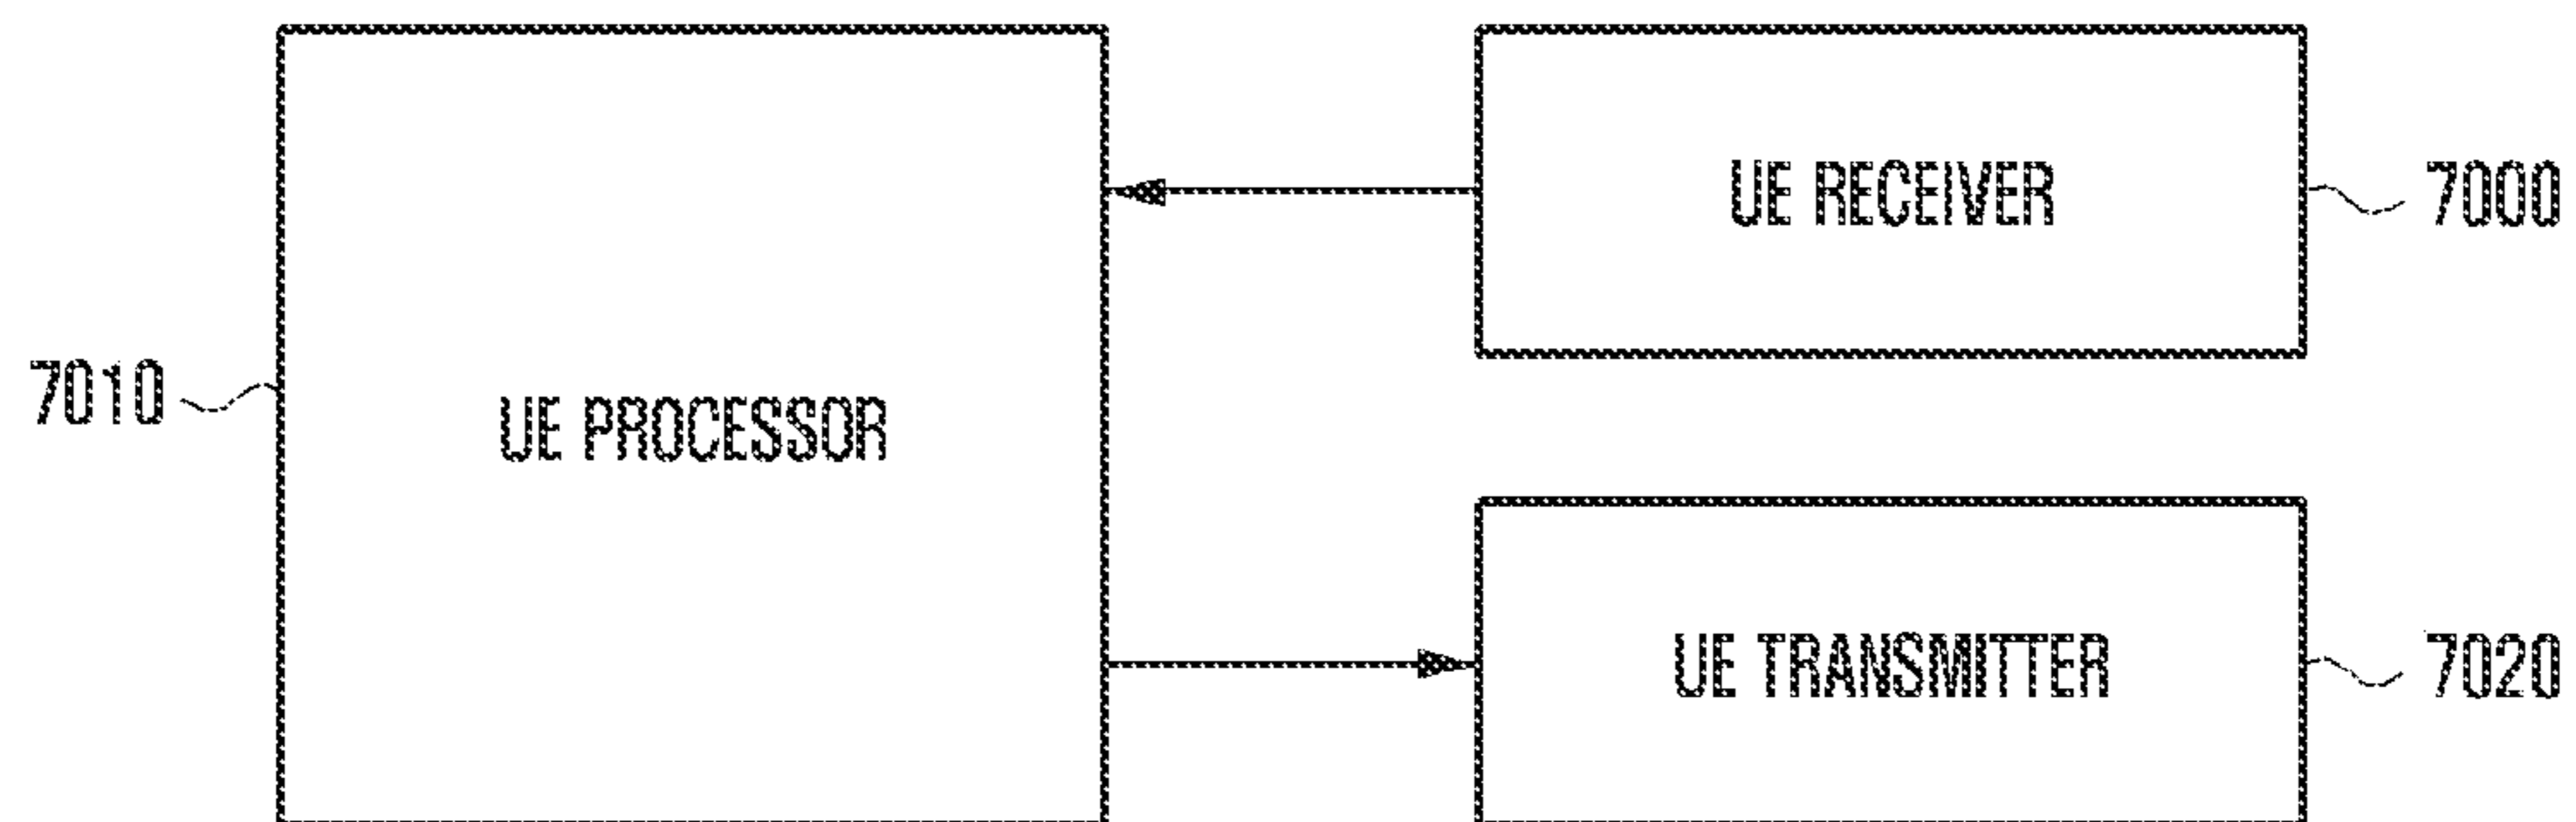 UE RECEIVER
7000
7010
UE PROCESSOR
UE TRANSMITTER
7020